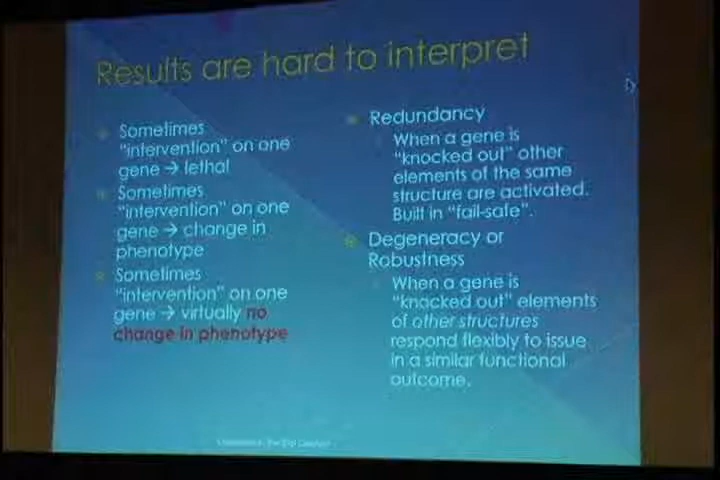 Results are hard to interpret
Sometimes
"intervention" on one
gene → lethal
Sometimes
"intervention" on one
gene → change in
phenotype
Sometimes
"intervention" on one
gene → virtually no
change in phenotype
Redundancy
When a gene is
"knocked out" other
elements of the same
structure are activated.
Built in "fail-safe".
Degeneracy or
Robustness
When a gene is
"knocked out" elements
of other structures
respond flexibly to issue
in a similar functional
outcome.